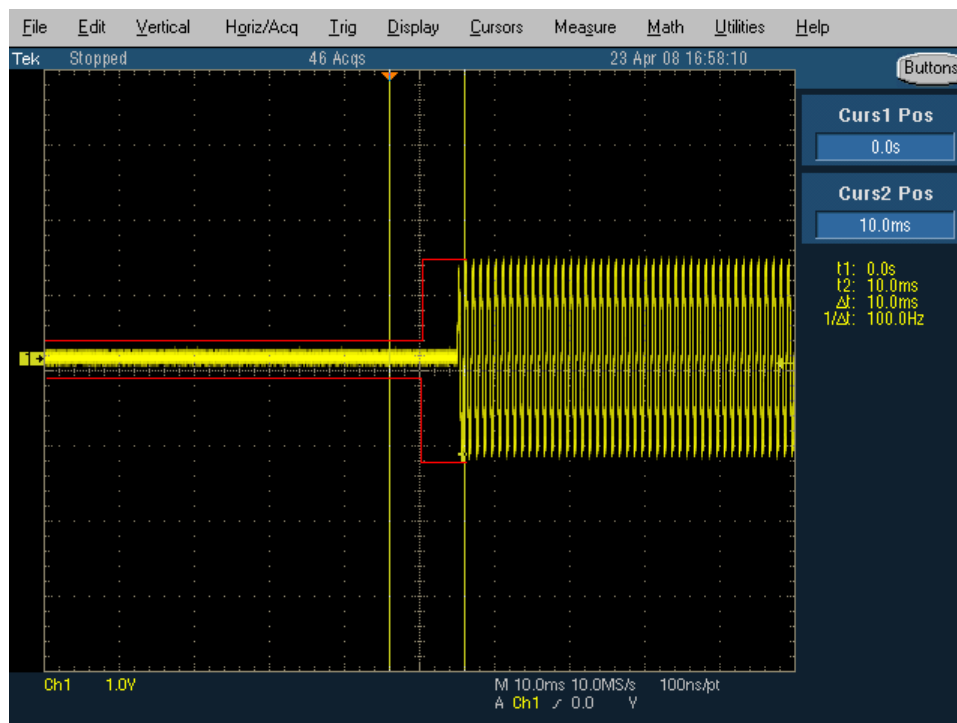 File Edit Vertical Horiz/Acq Trig Display Cursors Measure Math Utilities Help
Tek Stopped 46 Acqs 23 Apr 08 16:58:10
Buttons
Curs1 Pos
0.0s
Curs2 Pos
10.0ms
t1: 0.0s
t2: 10.0ms
Δt: 10.0ms
1/Δt: 100.0Hz
1
Ch1 1.0V M 10.0ms 10.0MS/s 100ns/pt
A Ch1 0.0 V